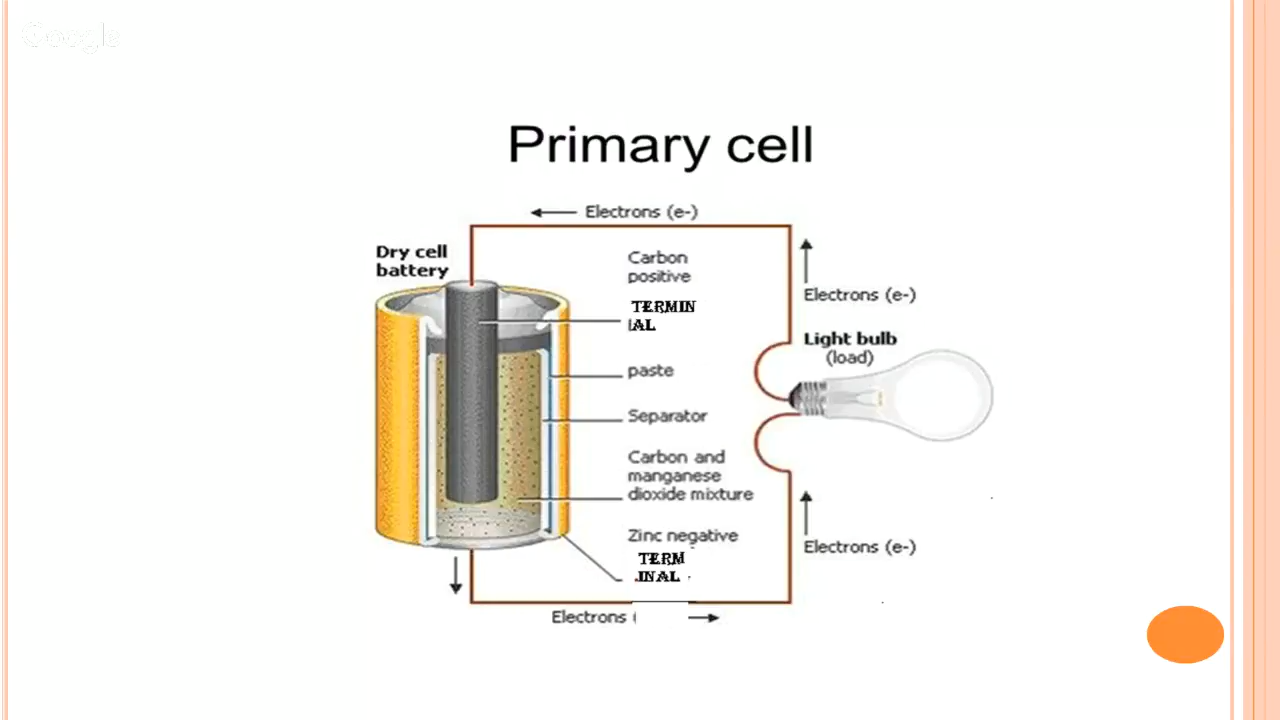 Google
Primary cell
Electrons (e-)
Dry cell
battery
Carbon
positive
TERMIN
AL
Electrons (e-)
Light bulb
(load)
paste
Separator
Carbon and
manganese
dioxide mixture
Zinc negative
TERM
INAL
Electrons (e-)
Electrons (